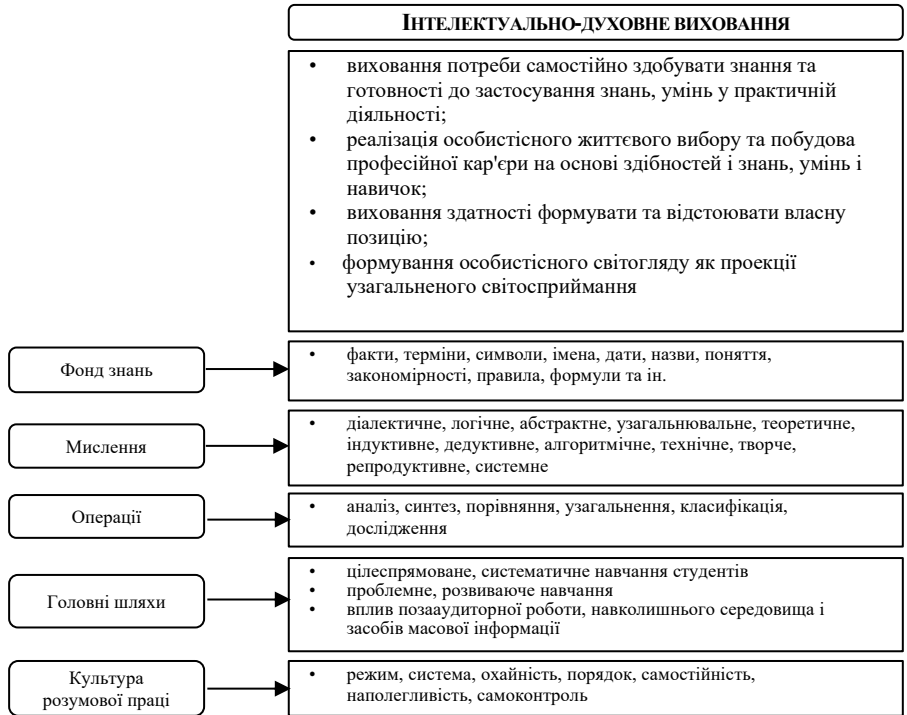 ІНТЕЛЕКТУАЛЬНО-ДУХОВНЕ ВИХОВАННЯ
• виховання потреби самостійно здобувати знання та
готовності до застосування знань, умінь у практичній
діяльності;
• реалізація особистісного життєвого вибору та побудова
професійної кар'єри на основі здібностей і знань, умінь і
навичок;
• виховання здатності формувати та відстоювати власну
позицію;
• формування особистісного світогляду як проекції
узагальненого світосприймання
Фонд знань
• факти, терміни, символи, імена, дати, назви, поняття,
закономірності, правила, формули та ін.
Мислення
• діалектичне, логічне, абстрактне, узагальнювальне, теоретичне,
індуктивне, дедуктивне, алгоритмічне, технічне, творче,
репродуктивне, системне
Операції
• аналіз, синтез, порівняння, узагальнення, класифікація,
дослідження
Головні шляхи
• цілеспрямоване, систематичне навчання студентів
• проблемне, розвиваюче навчання
• вплив позааудиторної роботи, навколишнього середовища і
засобів масової інформації
Культура
розумової праці
• режим, система, охайність, порядок, самостійність,
наполегливість, самоконтроль